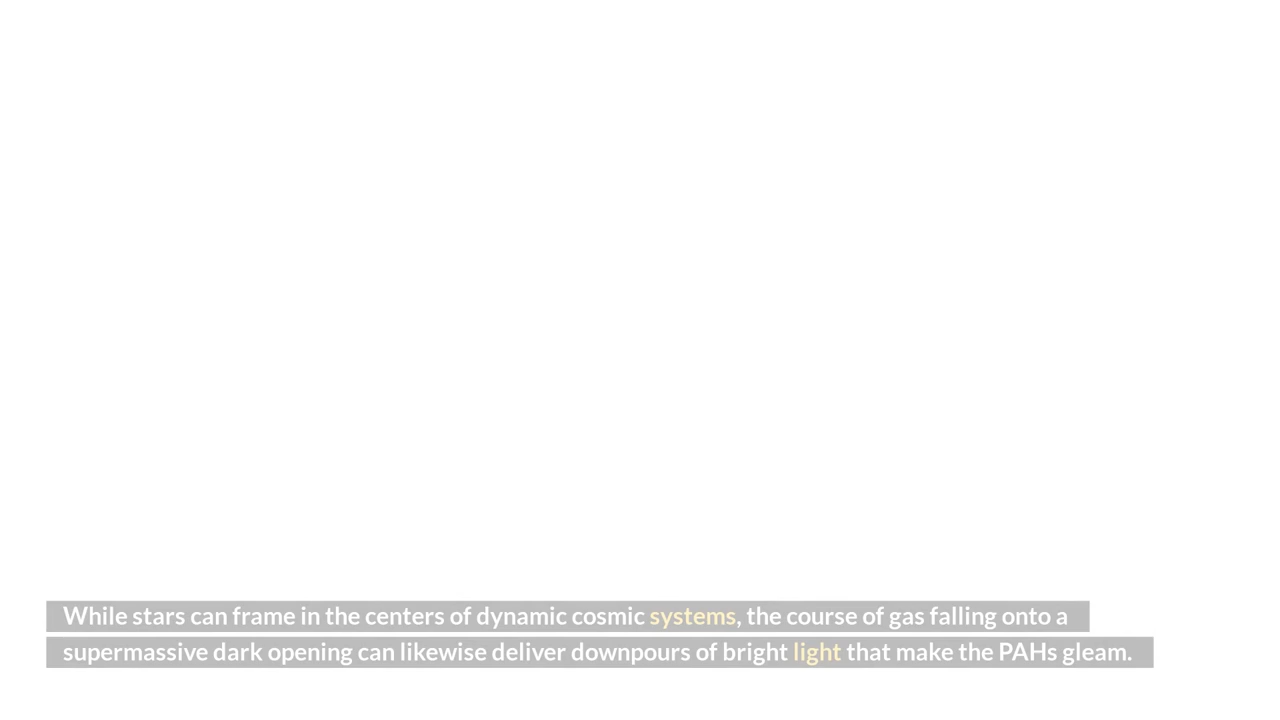 While stars can frame in the centers of dynamic cosmic systems, the course of gas falling onto a
supermassive dark opening can likewise deliver downpours of bright light that make the PAHs gleam.